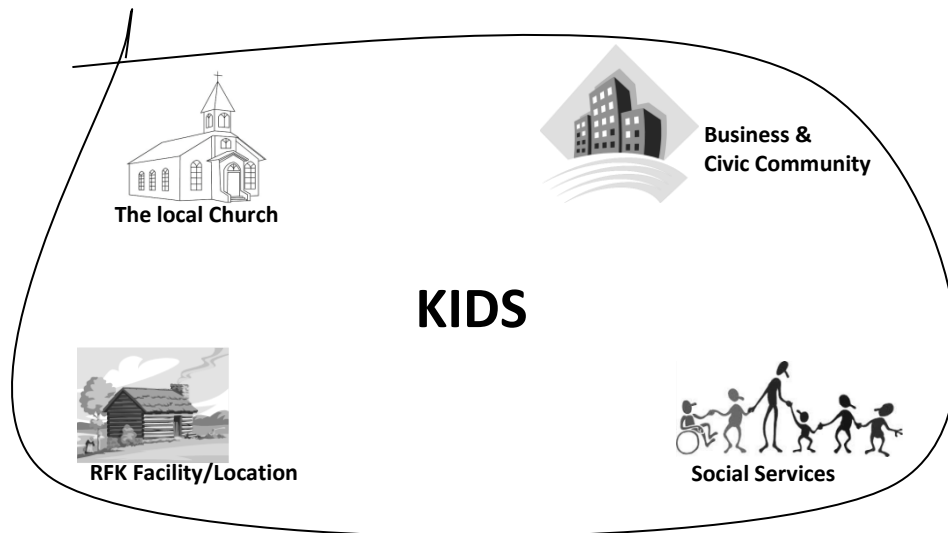 Business &
Civic Community
The local Church
KIDS
RFK Facility/Location
Social Services